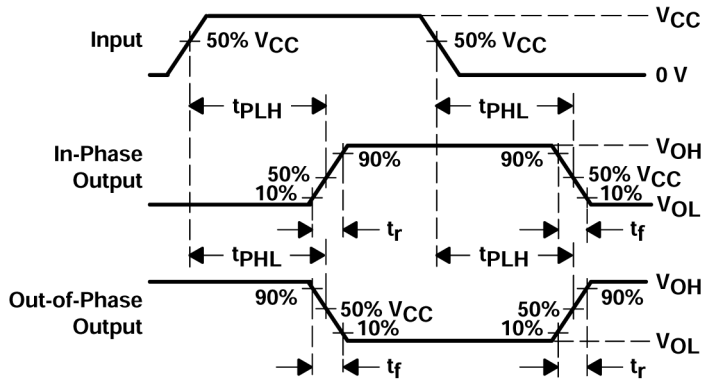 VCC
Input
50% VCC
50% VCC
0 V
tPLH
tPHL
In-Phase
Output
VOH
90%
90%
50%
50% VCC
10%
10%
VOL
tr
tf
tPHL
tPLH
Out-of-Phase
Output
VOH
90%
90%
50% VCC
50%
10%
10%
VOL
tf
tr